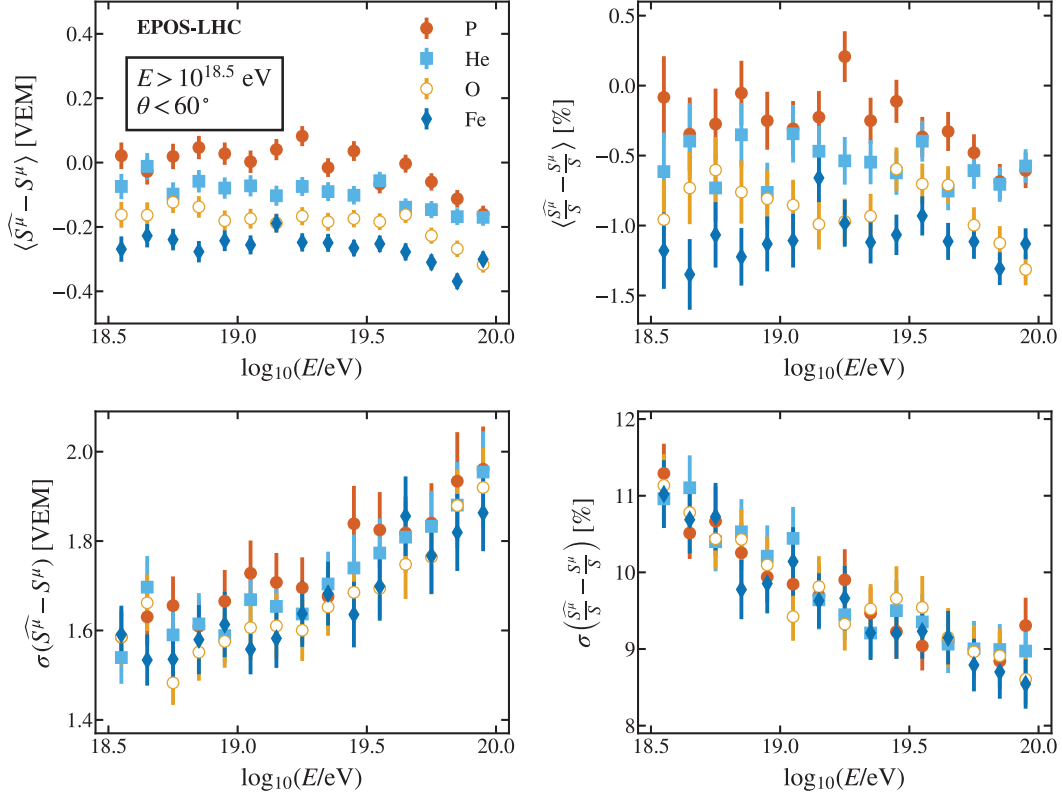 EPOS-LHC
E > 10^18.5 eV
θ < 60°
P
He
O
Fe
⟨\widehat{S^μ} − S^μ⟩ [VEM]
0.4
0.2
0.0
−0.2
−0.4
18.5 19.0 19.5 20.0
log₁₀(E/eV)
⟨\widehat{S^μ}/S − S^μ/S⟩ [%]
0.0
−0.5
−1.0
−1.5
18.5 19.0 19.5 20.0
log₁₀(E/eV)
σ(\widehat{S^μ} − S^μ) [VEM]
2.0
1.8
1.6
1.4
18.5 19.0 19.5 20.0
log₁₀(E/eV)
σ(\widehat{S^μ}/S − S^μ/S) [%]
12
11
10
9
8
18.5 19.0 19.5 20.0
log₁₀(E/eV)